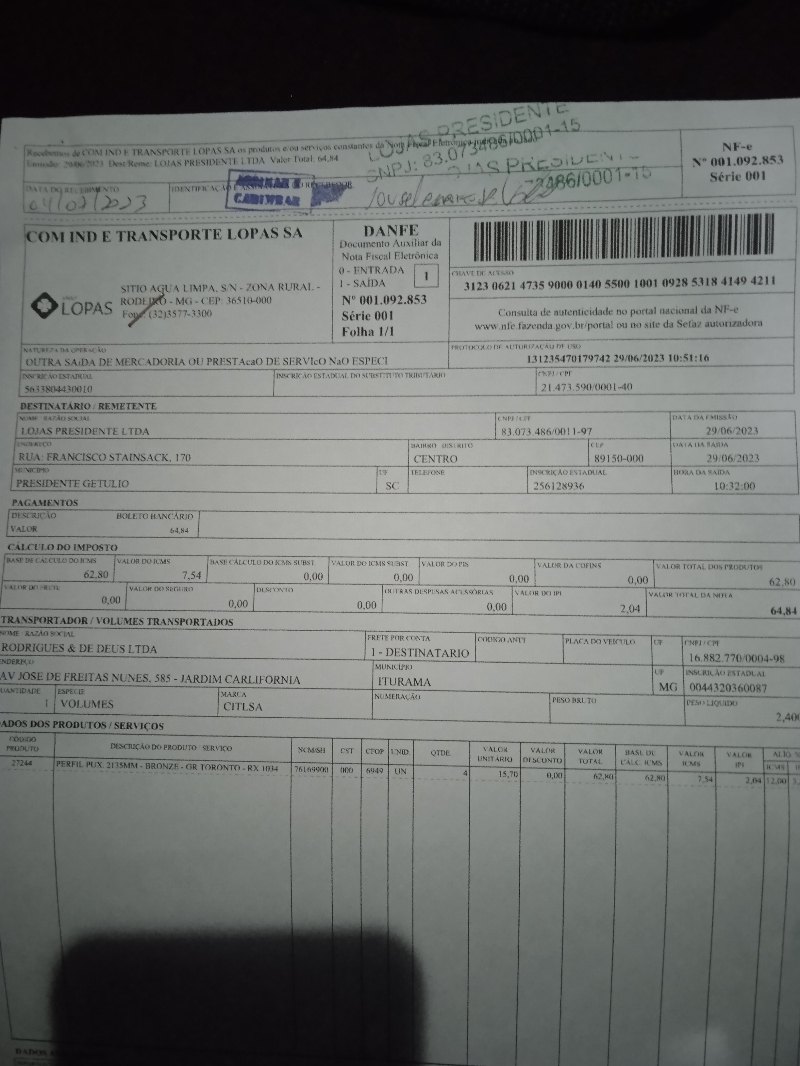 Recebemos de COM IND E TRANSPORTE LOPAS SA os produtos e/ou serviços constantes da Nota Fiscal Eletrônica
Emissão: 29/06/2023 Dest/Reme: LOJAS PRESIDENTE LTDA Valor Total: 64,84
LOJAS PRESIDENTE
CNPJ: 83.073486/0001-15
NF-e
Nº 001.092.853
Série 001
DATA DO RECEBIMENTO
04/07/2023
ASSINAR E
CARIMBAR
COM IND E TRANSPORTE LOPAS SA
LOPAS
SITIO AGUA LIMPA, S/N - ZONA RURAL -
RODEIRO - MG - CEP: 36510-000
Fone: (32)3577-3300
DANFE
Documento Auxiliar da
Nota Fiscal Eletrônica
0 - ENTRADA
1 - SAÍDA
1
Nº 001.092.853
Série 001
Folha 1/1
CHAVE DE ACESSO
3123 0621 4735 9000 0140 5500 1001 0928 5318 4149 4211
Consulta de autenticidade no portal nacional da NF-e
www.nfe.fazenda.gov.br/portal ou no site da Sefaz autorizadora
NATUREZA DA OPERAÇÃO
OUTRA SAíDA DE MERCADORIA OU PRESTAcaO DE SERVIcO NaO ESPECI
PROTOCOLO DE AUTORIZAÇÃO DE USO
131235470179742 29/06/2023 10:51:16
INSCRIÇÃO ESTADUAL
5633804430010
INSCRIÇÃO ESTADUAL DO SUBSTITUTO TRIBUTÁRIO
CNPJ / CPF
21.473.590/0001-40
DESTINATÁRIO / REMETENTE
NOME / RAZÃO SOCIAL
LOJAS PRESIDENTE LTDA
CNPJ / CPF
83.073.486/0011-97
DATA DA EMISSÃO
29/06/2023
ENDEREÇO
RUA: FRANCISCO STAINSACK, 170
BAIRRO / DISTRITO
CENTRO
CEP
89150-000
DATA DA SAÍDA
29/06/2023
MUNICÍPIO
PRESIDENTE GETULIO
UF
SC
TELEFONE
INSCRIÇÃO ESTADUAL
256128936
HORA DA SAÍDA
10:32:00
PAGAMENTOS
DESCRIÇÃO BOLETO BANCÁRIO
VALOR 64,84
CÁLCULO DO IMPOSTO
BASE DE CÁLCULO DO ICMS
62,80
VALOR DO ICMS
7,54
BASE CÁLCULO DO ICMS SUBST
0,00
VALOR DO ICMS SUBST
0,00
VALOR DO PIS
0,00
VALOR DA COFINS
0,00
VALOR TOTAL DOS PRODUTOS
62,80
VALOR DO FRETE
0,00
VALOR DO SEGURO
0,00
DESCONTO
0,00
OUTRAS DESPESAS ACESSÓRIAS
0,00
VALOR DO IPI
2,04
VALOR TOTAL DA NOTA
64,84
TRANSPORTADOR / VOLUMES TRANSPORTADOS
NOME / RAZÃO SOCIAL
RODRIGUES & DE DEUS LTDA
FRETE POR CONTA
1 - DESTINATARIO
CÓDIGO ANTT
PLACA DO VEÍCULO
UF
CNPJ / CPF
16.882.770/0004-98
ENDEREÇO
AV JOSE DE FREITAS NUNES, 585 - JARDIM CARLIFORNIA
MUNICÍPIO
ITURAMA
UF
MG
INSCRIÇÃO ESTADUAL
0044320360087
QUANTIDADE
1
ESPÉCIE
VOLUMES
MARCA
CITLSA
NUMERAÇÃO
PESO BRUTO
PESO LÍQUIDO
2,400
DADOS DOS PRODUTOS / SERVIÇOS
CÓDIGO PRODUTO DESCRIÇÃO DO PRODUTO / SERVIÇO NCM/SH CST CFOP UNID. QTDE. VALOR UNITÁRIO VALOR DESCONTO VALOR TOTAL BASE DE CALC. ICMS VALOR ICMS VALOR IPI ICMS
27244 PERFIL PUX. 2135MM - BRONZE - GR TORONTO - RX 1034 76169900 000 6949 UN 4 15,70 0,00 62,80 62,80 7,54 2,04 12,00
DADOS